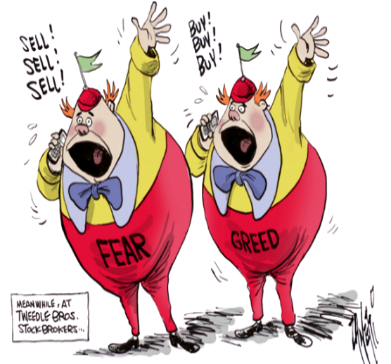 SELL!
SELL!
SELL!
BUY!
BUY!
BUY!
FEAR
GREED
MEANWHILE, AT
TWEEDLE BROS.
STOCKBROKERS...